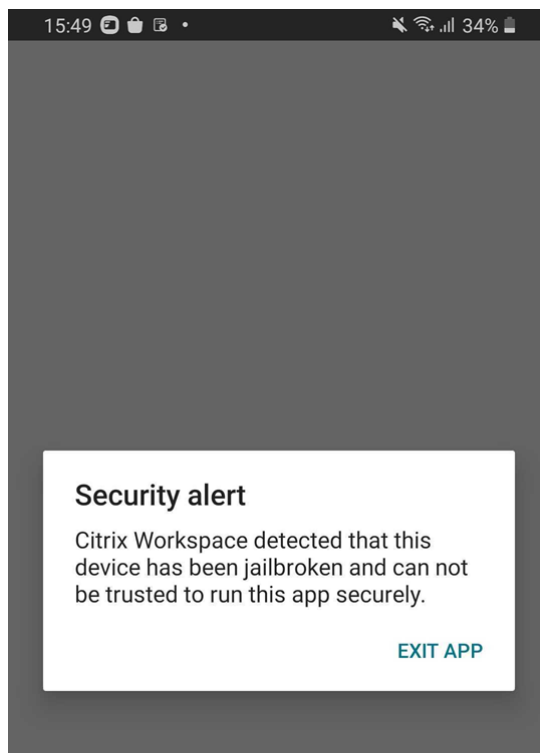 15:49 34%
Security alert
Citrix Workspace detected that this
device has been jailbroken and can not
be trusted to run this app securely.
EXIT APP